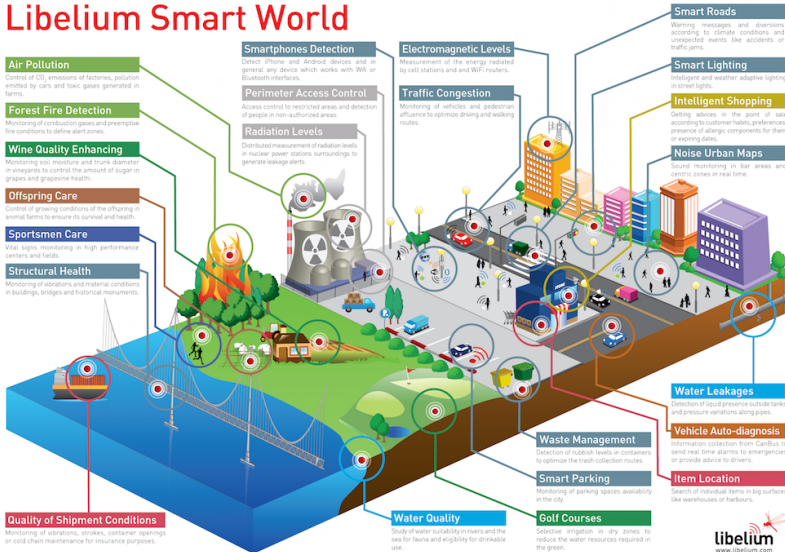 Libelium Smart World
Air Pollution
Control of CO2 emissions of factories, pollution
emitted by cars and toxic gases generated in
farms.
Forest Fire Detection
Monitoring of combustion gases and preemptive
fire conditions to define alert zones.
Wine Quality Enhancing
Monitoring soil moisture and trunk diameter
in vineyards to control the amount of sugar in
grapes and grapevine health.
Offspring Care
Control of growing conditions of the offspring in
animal farms to ensure its survival and health.
Sportsmen Care
Vital signs monitoring in high performance
centers and fields.
Structural Health
Monitoring of vibrations and material conditions
in buildings, bridges and historical monuments.
Quality of Shipment Conditions
Monitoring of vibrations, strokes, container openings
or cold chain maintenance for insurance purposes.
Smartphones Detection
Detect iPhone and Android devices and in
general any device which works with Wifi or
Bluetooth interfaces.
Perimeter Access Control
Access control to restricted areas and detection
of people in non-authorized areas.
Radiation Levels
Distributed measurement of radiation levels
in nuclear power stations surroundings to
generate leakage alerts.
Electromagnetic Levels
Measurement of the energy radiated
by cell stations and and WiFi routers.
Traffic Congestion
Monitoring of vehicles and pedestrian
affluence to optimize driving and walking
routes.
Smart Roads
Warning messages and diversions
according to climate conditions and
unexpected events like accidents or
traffic jams.
Smart Lighting
Intelligent and weather adaptive lighting
in street lights.
Intelligent Shopping
Getting advices in the point of sale
according to customer habits, preferences,
presence of allergic components for them
or expiring dates.
Noise Urban Maps
Sound monitoring in bar areas and
centric zones in real time.
Water Leakages
Detection of liquid presence outside tanks
and pressure variations along pipes.
Vehicle Auto-diagnosis
Information collection from CanBus to
send real time alarms to emergencies
or provide advice to drivers.
Item Location
Search of individual items in big surfaces
like warehouses or harbours.
Waste Management
Detection of rubbish levels in containers
to optimize the trash collection routes.
Smart Parking
Monitoring of parking spaces availability
in the city.
Golf Courses
Selective irrigation in dry zones to
reduce the water resources required in
the green.
Water Quality
Study of water suitability in rivers and the
sea for fauna and eligibility for drinkable
use.
libelium
www.libelium.com